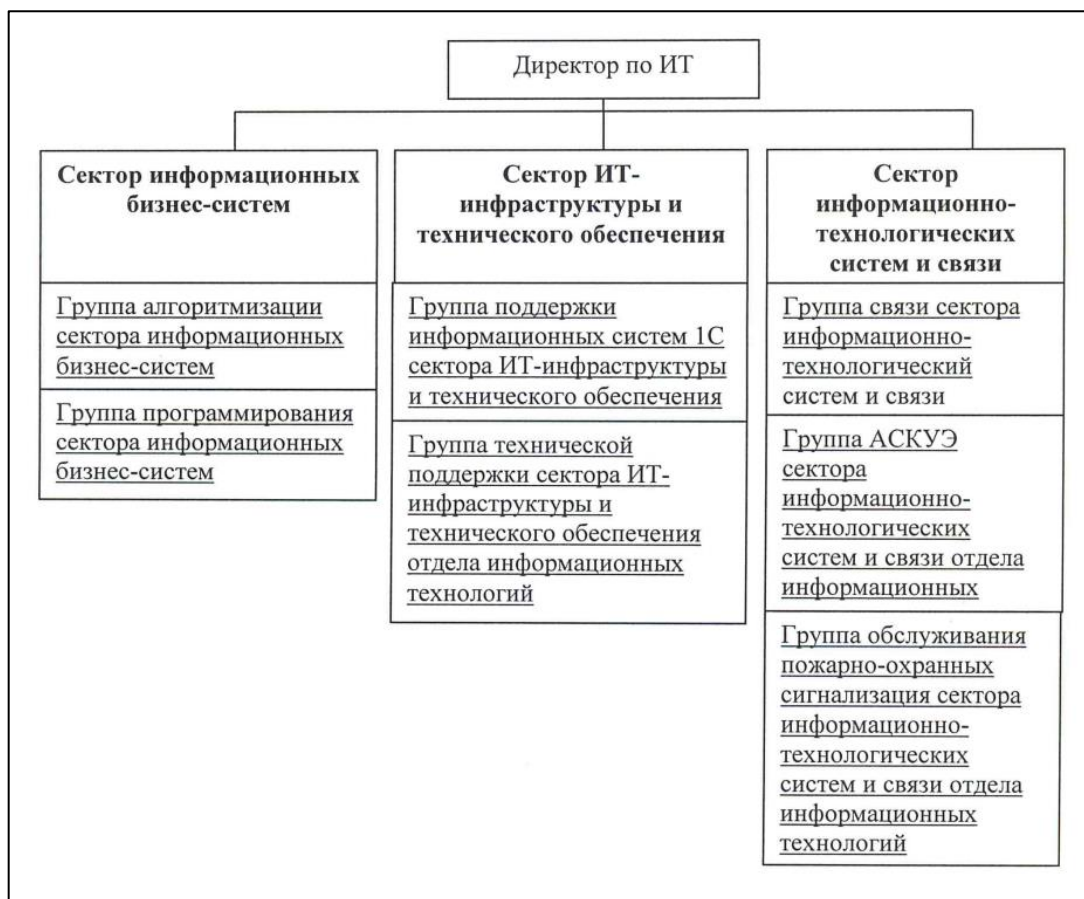 Директор по ИТ
Сектор информационных
бизнес-систем
Группа алгоритмизации
сектора информационных
бизнес-систем
Группа программирования
сектора информационных
бизнес-систем
Сектор ИТ-
инфраструктуры и
технического обеспечения
Группа поддержки
информационных систем 1С
сектора ИТ-инфраструктуры
и технического обеспечения
Группа технической
поддержки сектора ИТ-
инфраструктуры и
технического обеспечения
отдела информационных
технологий
Сектор
информационно-
технологических
систем и связи
Группа связи сектора
информационно-
технологический
систем и связи
Группа АСКУЭ
сектора
информационно-
технологических
систем и связи отдела
информационных
Группа обслуживания
пожарно-охранных
сигнализация сектора
информационно-
технологических
систем и связи отдела
информационных
технологий